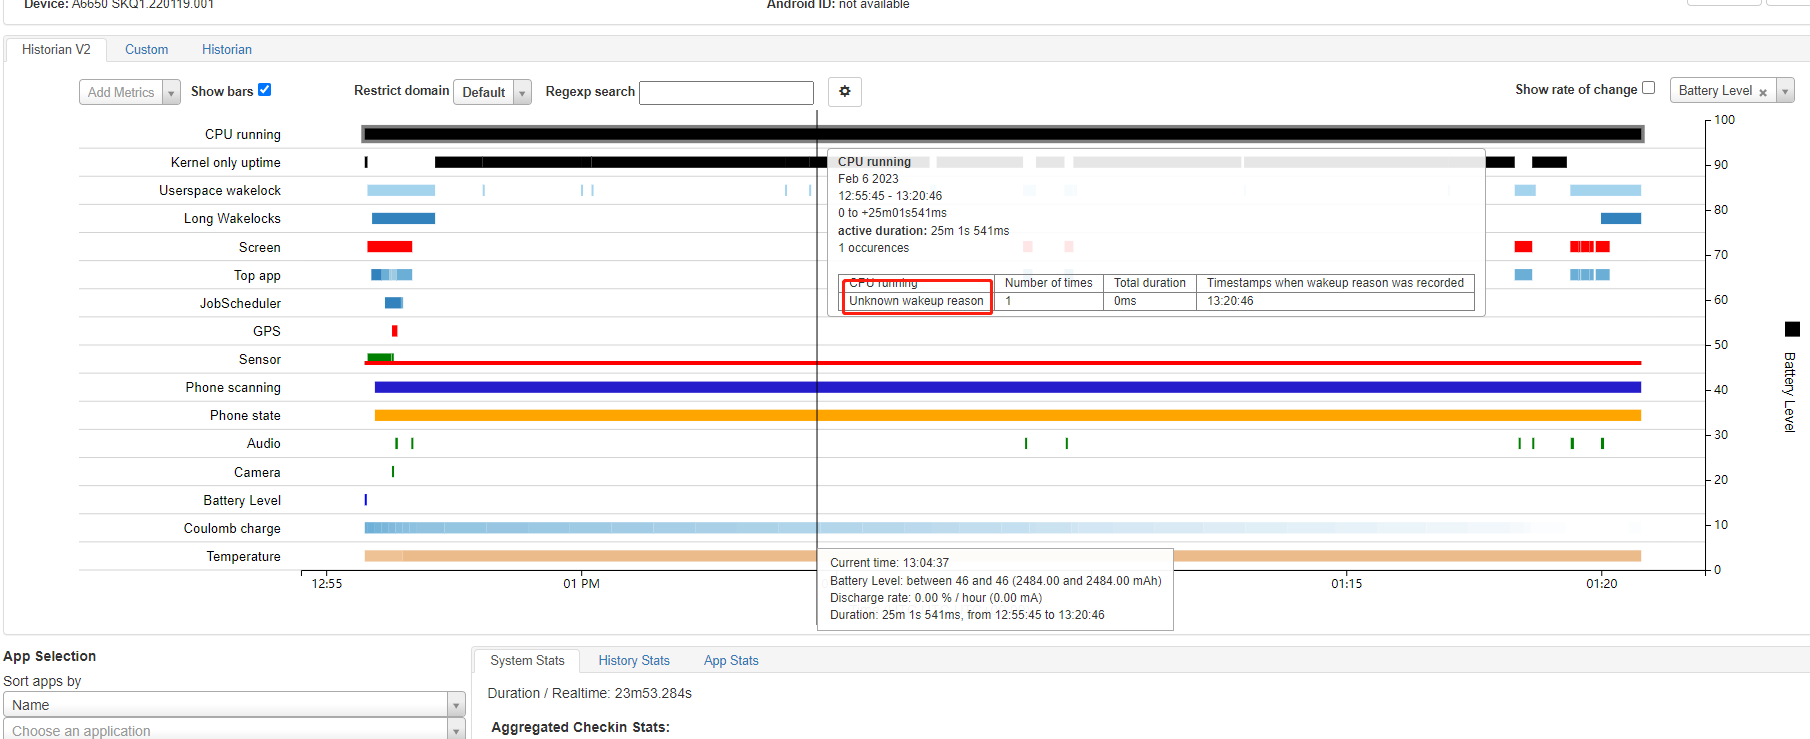 Device: A6650 SKQ1.220119.001
Android ID: not available
Historian V2 Custom Historian
Add Metrics Show bars Restrict domain Default Regexp search Show rate of change Battery Level ×
CPU running
Kernel only uptime
Userspace wakelock
Long Wakelocks
Screen
Top app
JobScheduler
GPS
Sensor
Phone scanning
Phone state
Audio
Camera
Battery Level
Coulomb charge
Temperature
CPU running
Feb 6 2023
12:55:45 - 13:20:46
0 to +25m01s541ms
active duration: 25m 1s 541ms
1 occurences
CPU running Number of times Total duration Timestamps when wakeup reason was recorded
Unknown wakeup reason 1 0ms 13:20:46
100
90
80
70
60
50
40
30
20
10
0
Battery Level
Current time: 13:04:37
Battery Level: between 46 and 46 (2484.00 and 2484.00 mAh)
Discharge rate: 0.00 % / hour (0.00 mA)
Duration: 25m 1s 541ms, from 12:55:45 to 13:20:46
12:55 01 PM 01:15 01:20
App Selection
Sort apps by
Name
Choose an application
System Stats History Stats App Stats
Duration / Realtime: 23m53.284s
Aggregated Checkin Stats: